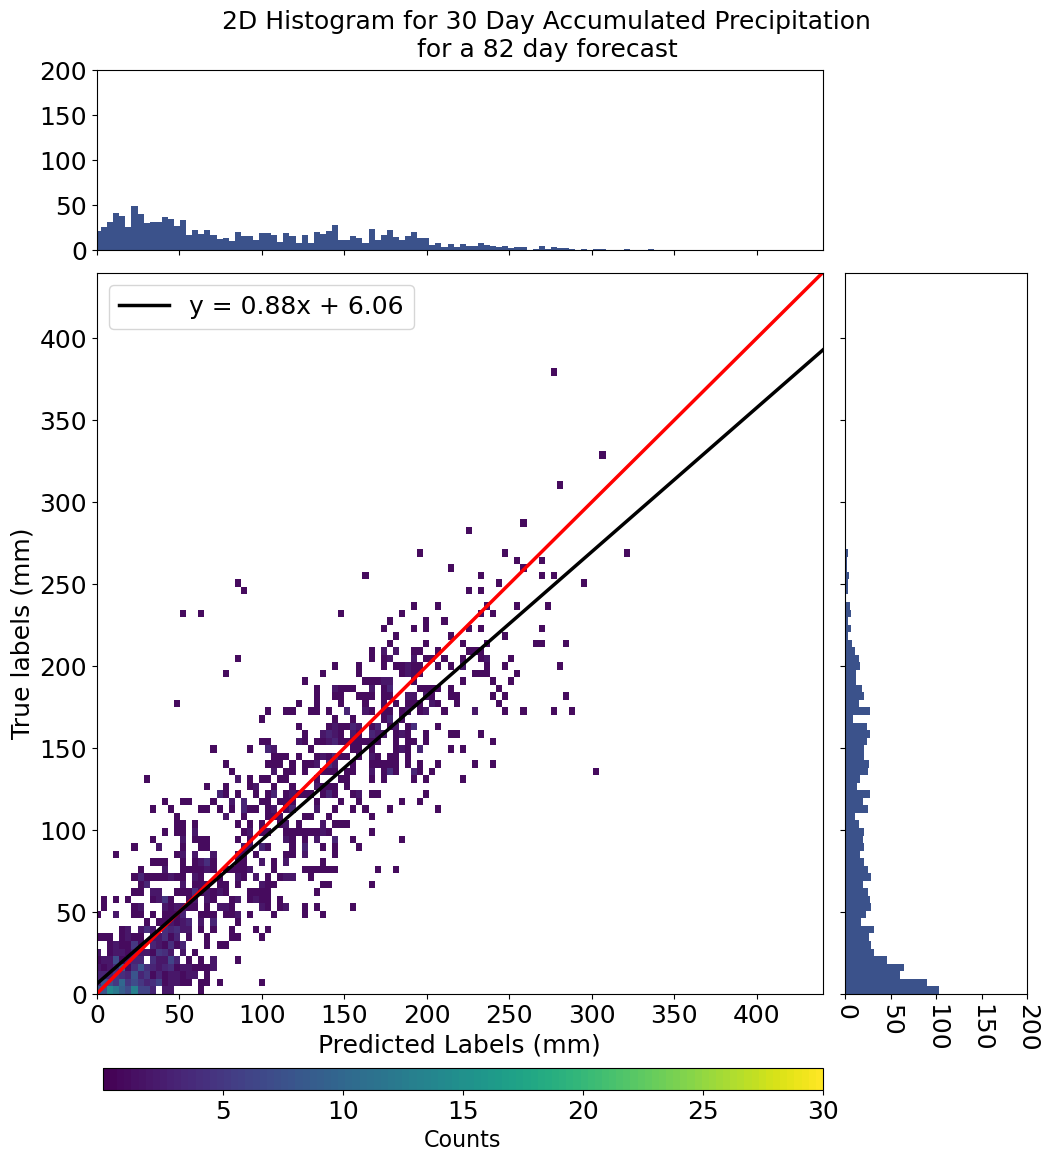 2D Histogram for 30 Day Accumulated Precipitation
for a 82 day forecast
200
150
100
50
0
y = 0.88x + 6.06
True labels (mm)
400
350
300
250
200
150
100
50
0
0 50 100 150 200 250 300 350 400
Predicted Labels (mm)
0 50 100 150 200
5 10 15 20 25 30
Counts